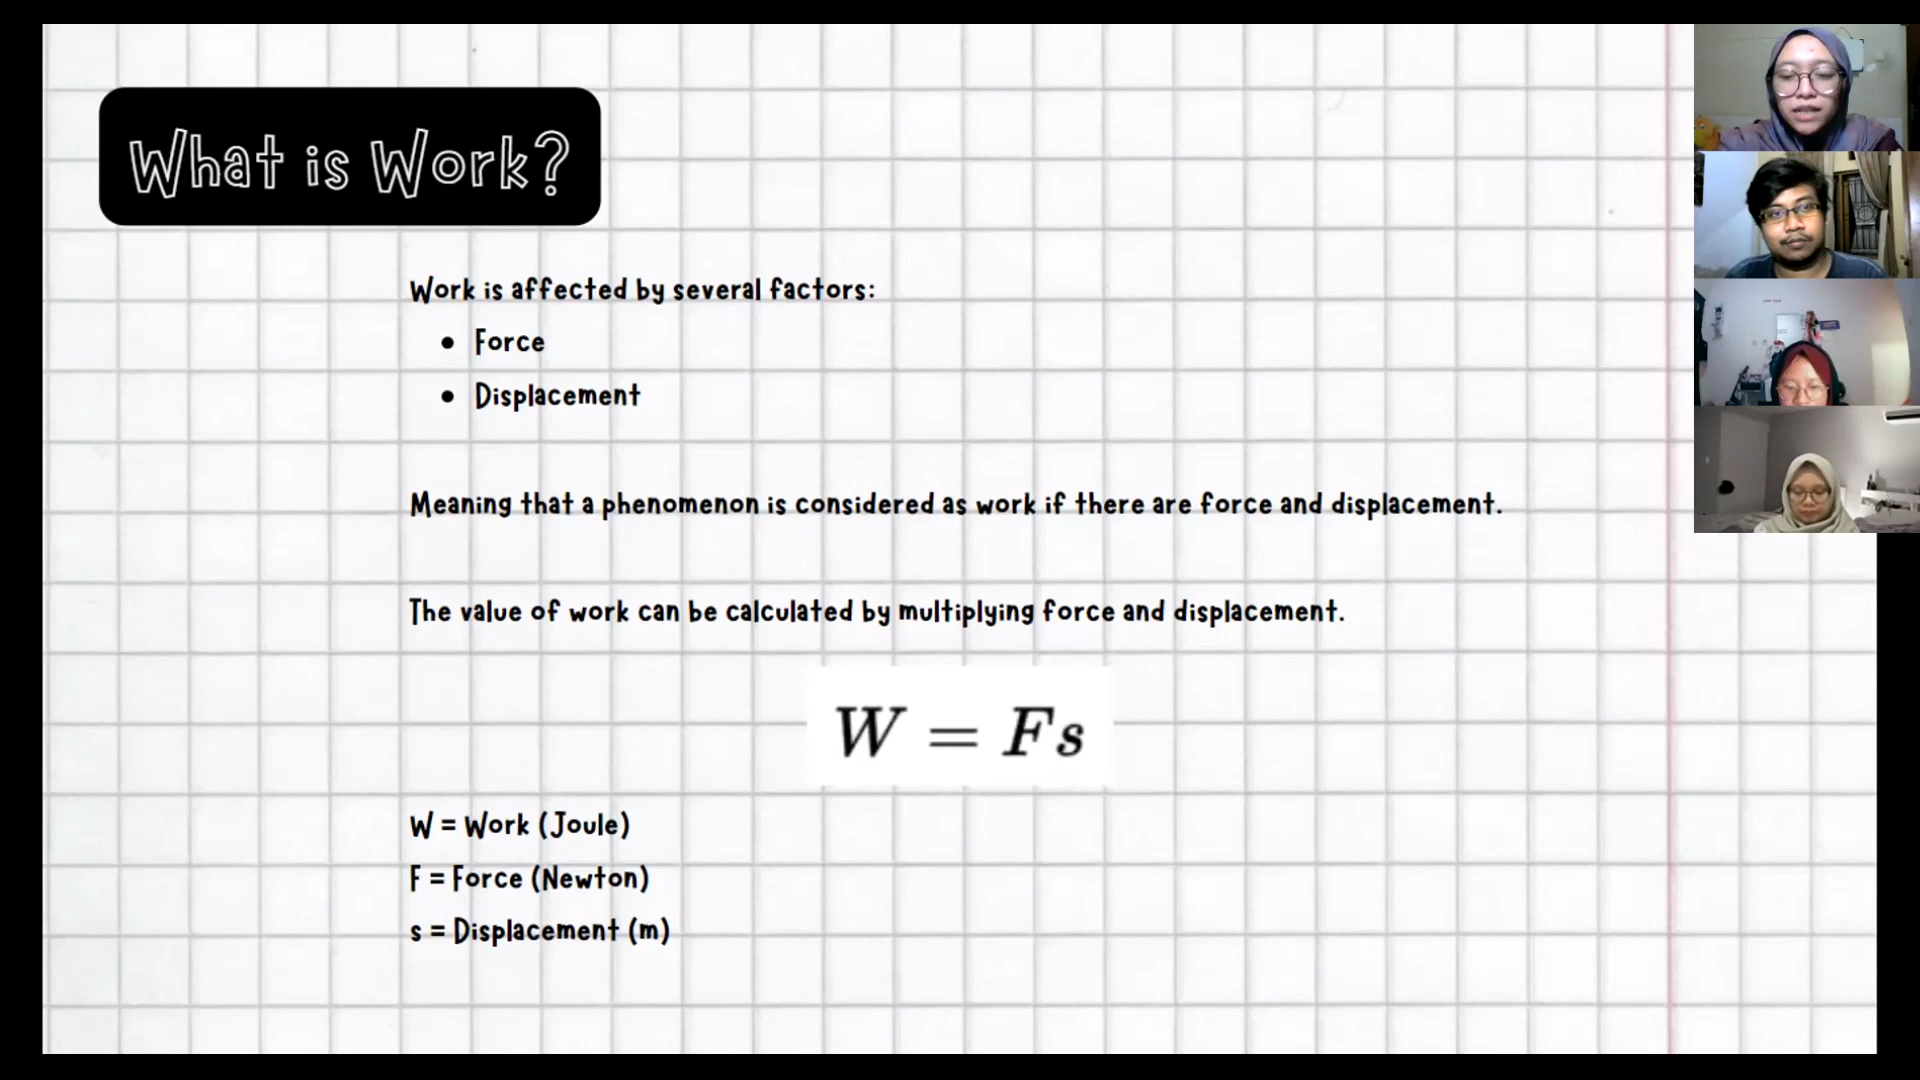 What is Work?
Work is affected by several factors:
• Force
• Displacement
Meaning that a phenomenon is considered as work if there are force and displacement.
The value of work can be calculated by multiplying force and displacement.
W = Fs
W = Work (Joule)
F = Force (Newton)
s = Displacement (m)